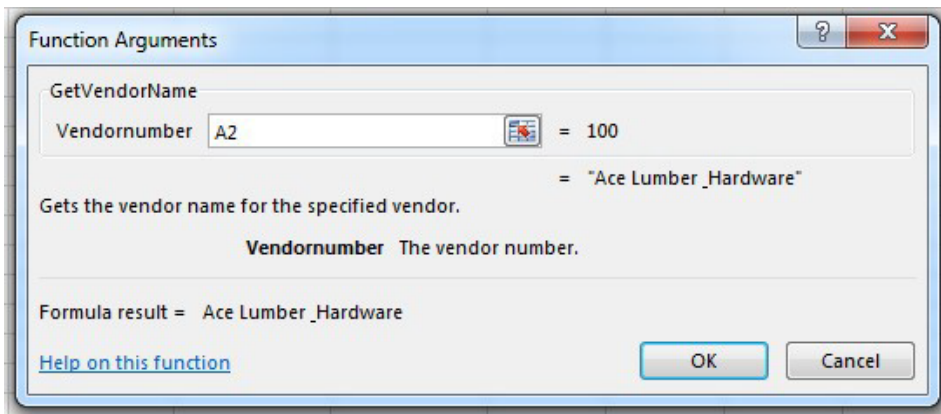 Function Arguments
GetVendorName
Vendornumber A2 = 100
= "Ace Lumber _Hardware"
Gets the vendor name for the specified vendor.
Vendornumber The vendor number.
Formula result = Ace Lumber _Hardware
Help on this function OK Cancel